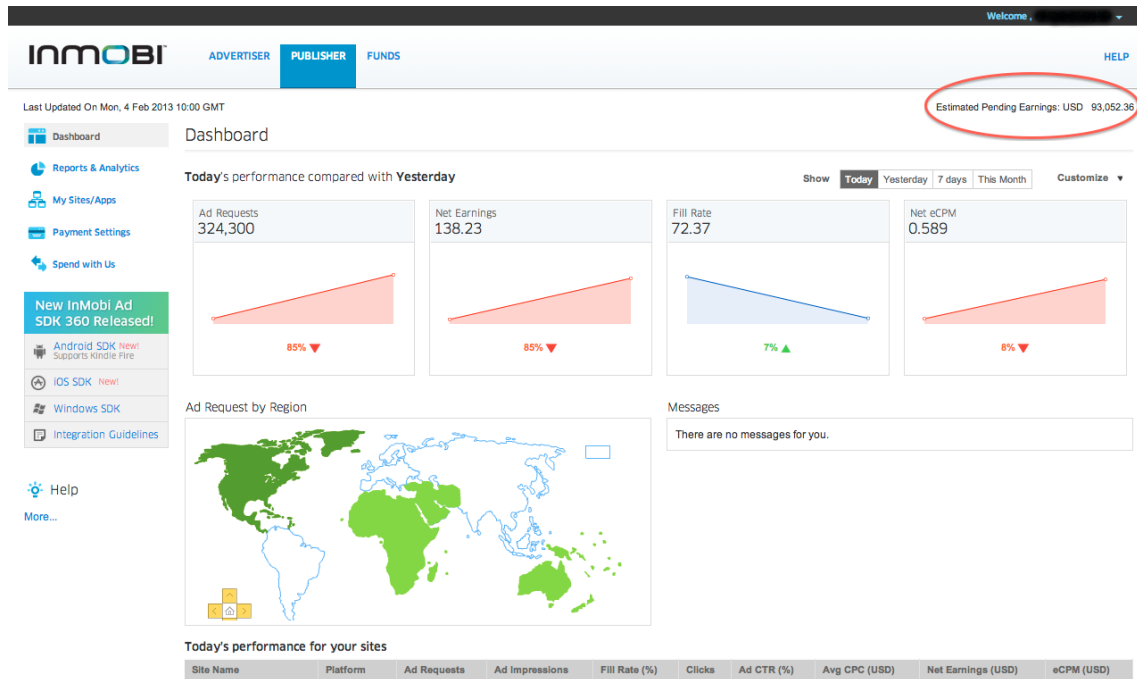 Welcome ,
INMOBI
ADVERTISER PUBLISHER FUNDS
HELP
Last Updated On Mon, 4 Feb 2013 10:00 GMT
Estimated Pending Earnings: USD 93,052.36
Dashboard
Reports & Analytics
My Sites/Apps
Payment Settings
Spend with Us
New InMobi Ad
SDK 360 Released!
Android SDK New!
Supports Kindle Fire
iOS SDK New!
Windows SDK
Integration Guidelines
Help
More...
Dashboard
Today's performance compared with Yesterday
Show Today Yesterday 7 days This Month Customize
Ad Requests
324,300
85%
Net Earnings
138.23
85%
Fill Rate
72.37
7%
Net eCPM
0.589
8%
Ad Request by Region
Messages
There are no messages for you.
Today's performance for your sites
Site Name Platform Ad Requests Ad Impressions Fill Rate (%) Clicks Ad CTR (%) Avg CPC (USD) Net Earnings (USD) eCPM (USD)